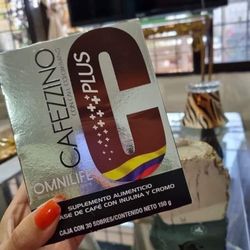 CAFEZZINO
PLUS
OMNILIFE
SUPLEMENTO ALIMENTICIO
BASE DE CAFÉ CON INULINA Y CROMO
CAJA CON 30 SOBRES/CONTENIDO NETO 150 g